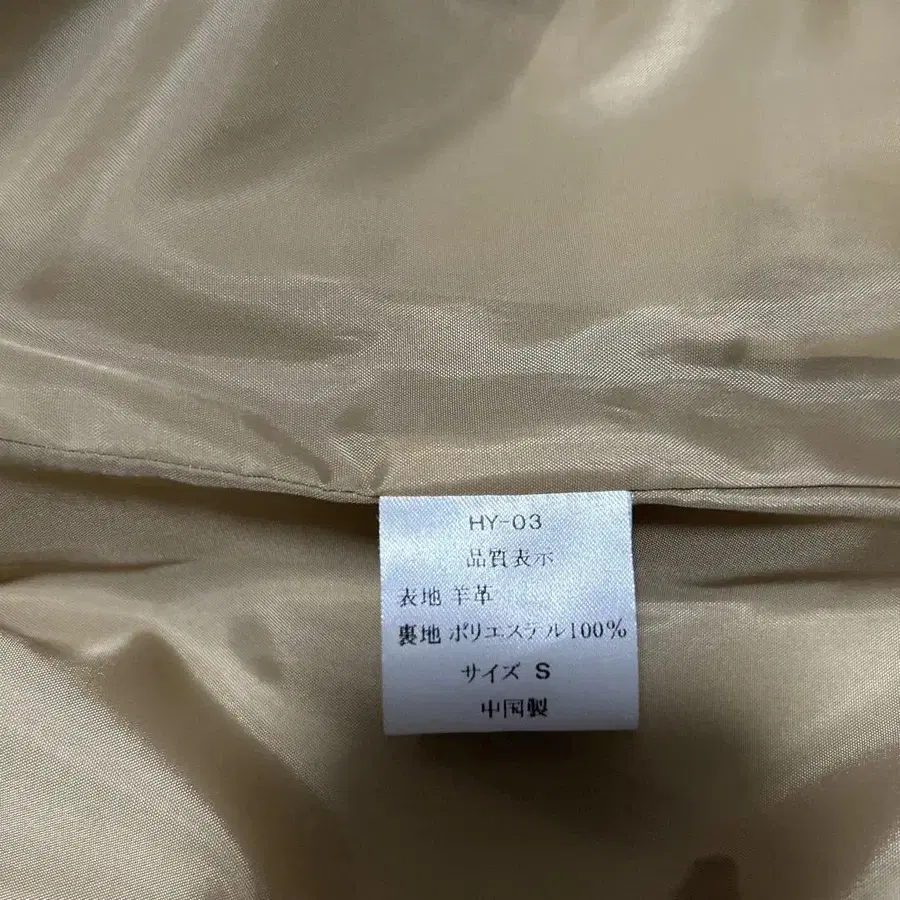 HY-03
品質表示
表地 羊革
裏地 ポリエステル100%
サイズ S
中国製